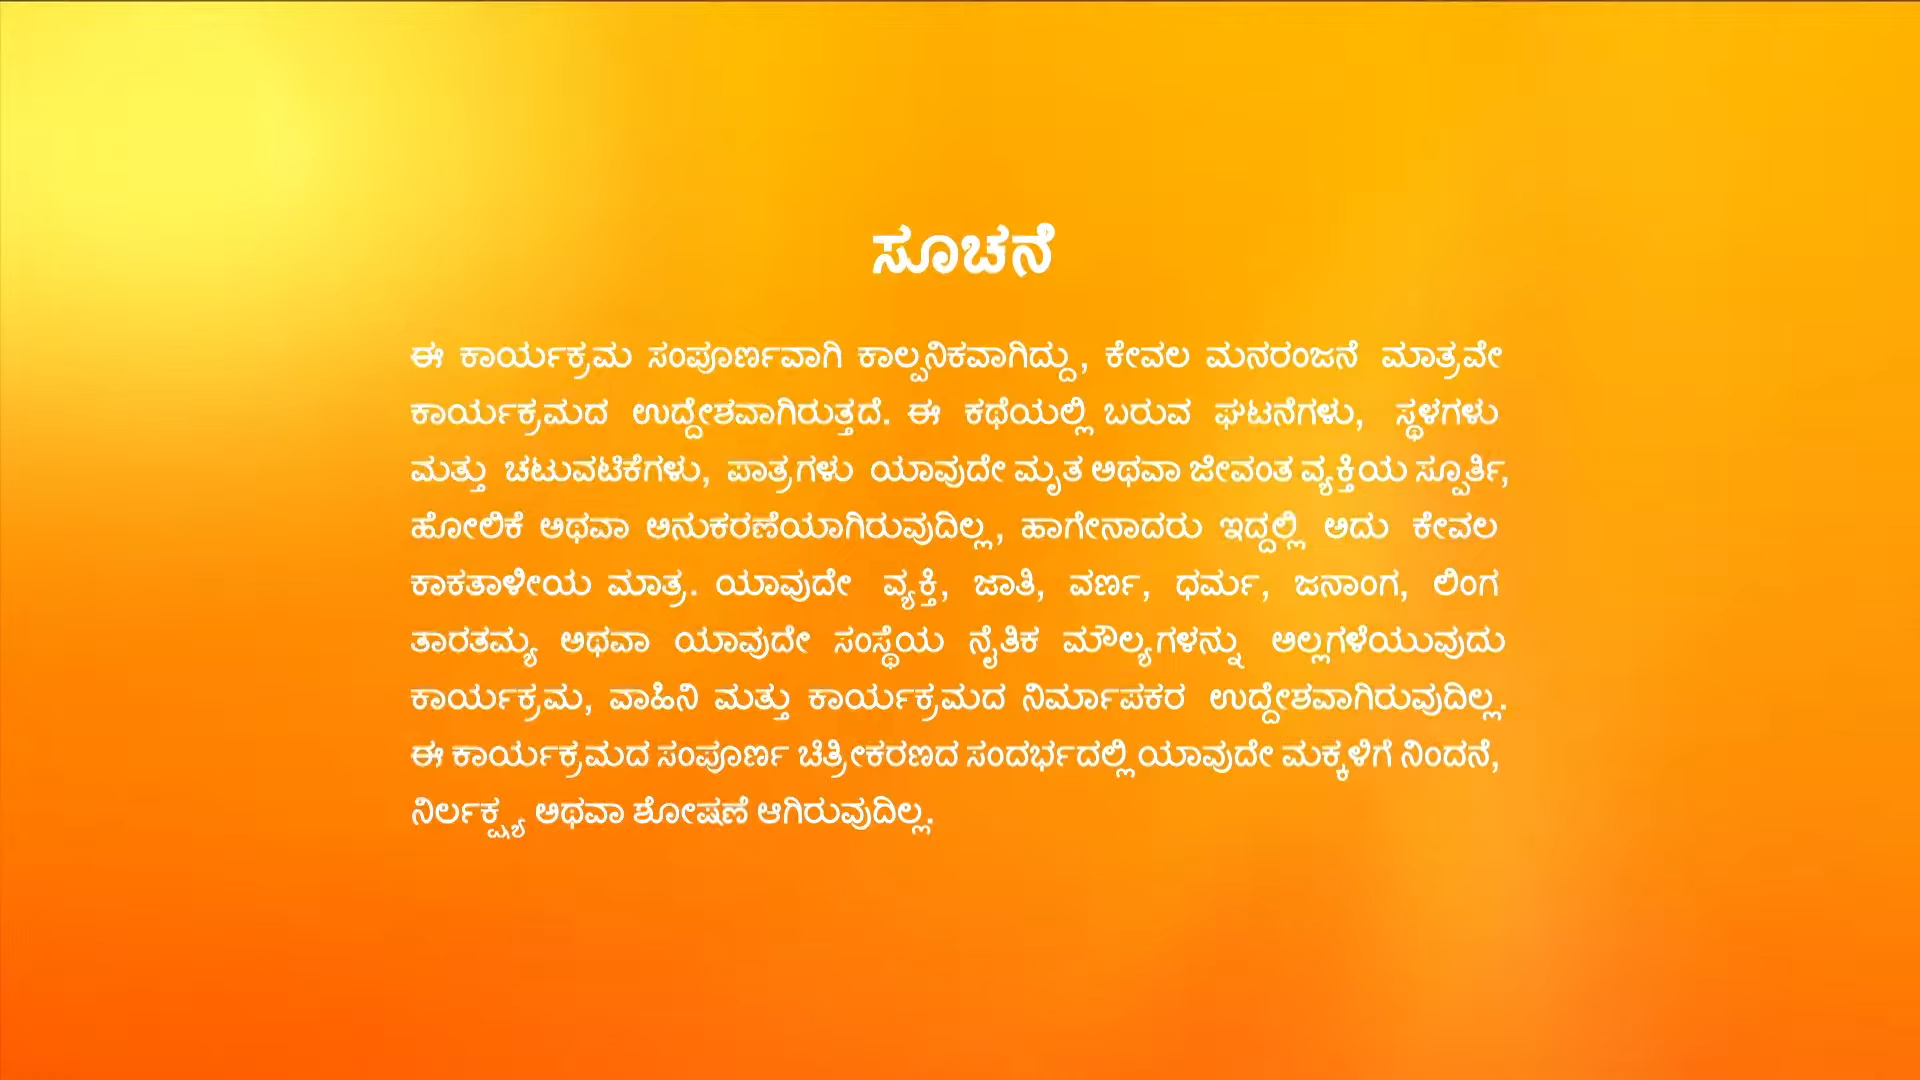 ಸೂಚನೆ
ಈ ಕಾರ್ಯಕ್ರಮ ಸಂಪೂರ್ಣವಾಗಿ ಕಾಲ್ಪನಿಕವಾಗಿದ್ದು, ಕೇವಲ ಮನರಂಜನೆ ಮಾತ್ರವೇ
ಕಾರ್ಯಕ್ರಮದ ಉದ್ದೇಶವಾಗಿರುತ್ತದೆ. ಈ ಕಥೆಯಲ್ಲಿ ಬರುವ ಘಟನೆಗಳು, ಸ್ಥಳಗಳು
ಮತ್ತು ಚಟುವಟಿಕೆಗಳು, ಪಾತ್ರಗಳು ಯಾವುದೇ ಮೃತ ಅಥವಾ ಜೀವಂತ ವ್ಯಕ್ತಿಯ ಸ್ಪೂರ್ತಿ,
ಹೋಲಿಕೆ ಅಥವಾ ಅನುಕರಣೆಯಾಗಿರುವುದಿಲ್ಲ, ಹಾಗೇನಾದರು ಇದ್ದಲ್ಲಿ ಅದು ಕೇವಲ
ಕಾಕತಾಳೀಯ ಮಾತ್ರ. ಯಾವುದೇ ವ್ಯಕ್ತಿ, ಜಾತಿ, ವರ್ಣ, ಧರ್ಮ, ಜನಾಂಗ, ಲಿಂಗ
ತಾರತಮ್ಯ ಅಥವಾ ಯಾವುದೇ ಸಂಸ್ಥೆಯ ನೈತಿಕ ಮೌಲ್ಯಗಳನ್ನು ಅಲ್ಲಗಳೆಯುವುದು
ಕಾರ್ಯಕ್ರಮ, ವಾಹಿನಿ ಮತ್ತು ಕಾರ್ಯಕ್ರಮದ ನಿರ್ಮಾಪಕರ ಉದ್ದೇಶವಾಗಿರುವುದಿಲ್ಲ.
ಈ ಕಾರ್ಯಕ್ರಮದ ಸಂಪೂರ್ಣ ಚಿತ್ರೀಕರಣದ ಸಂದರ್ಭದಲ್ಲಿ ಯಾವುದೇ ಮಕ್ಕಳಿಗೆ ನಿಂದನೆ,
ನಿರ್ಲಕ್ಷ್ಯ ಅಥವಾ ಶೋಷಣೆ ಆಗಿರುವುದಿಲ್ಲ.